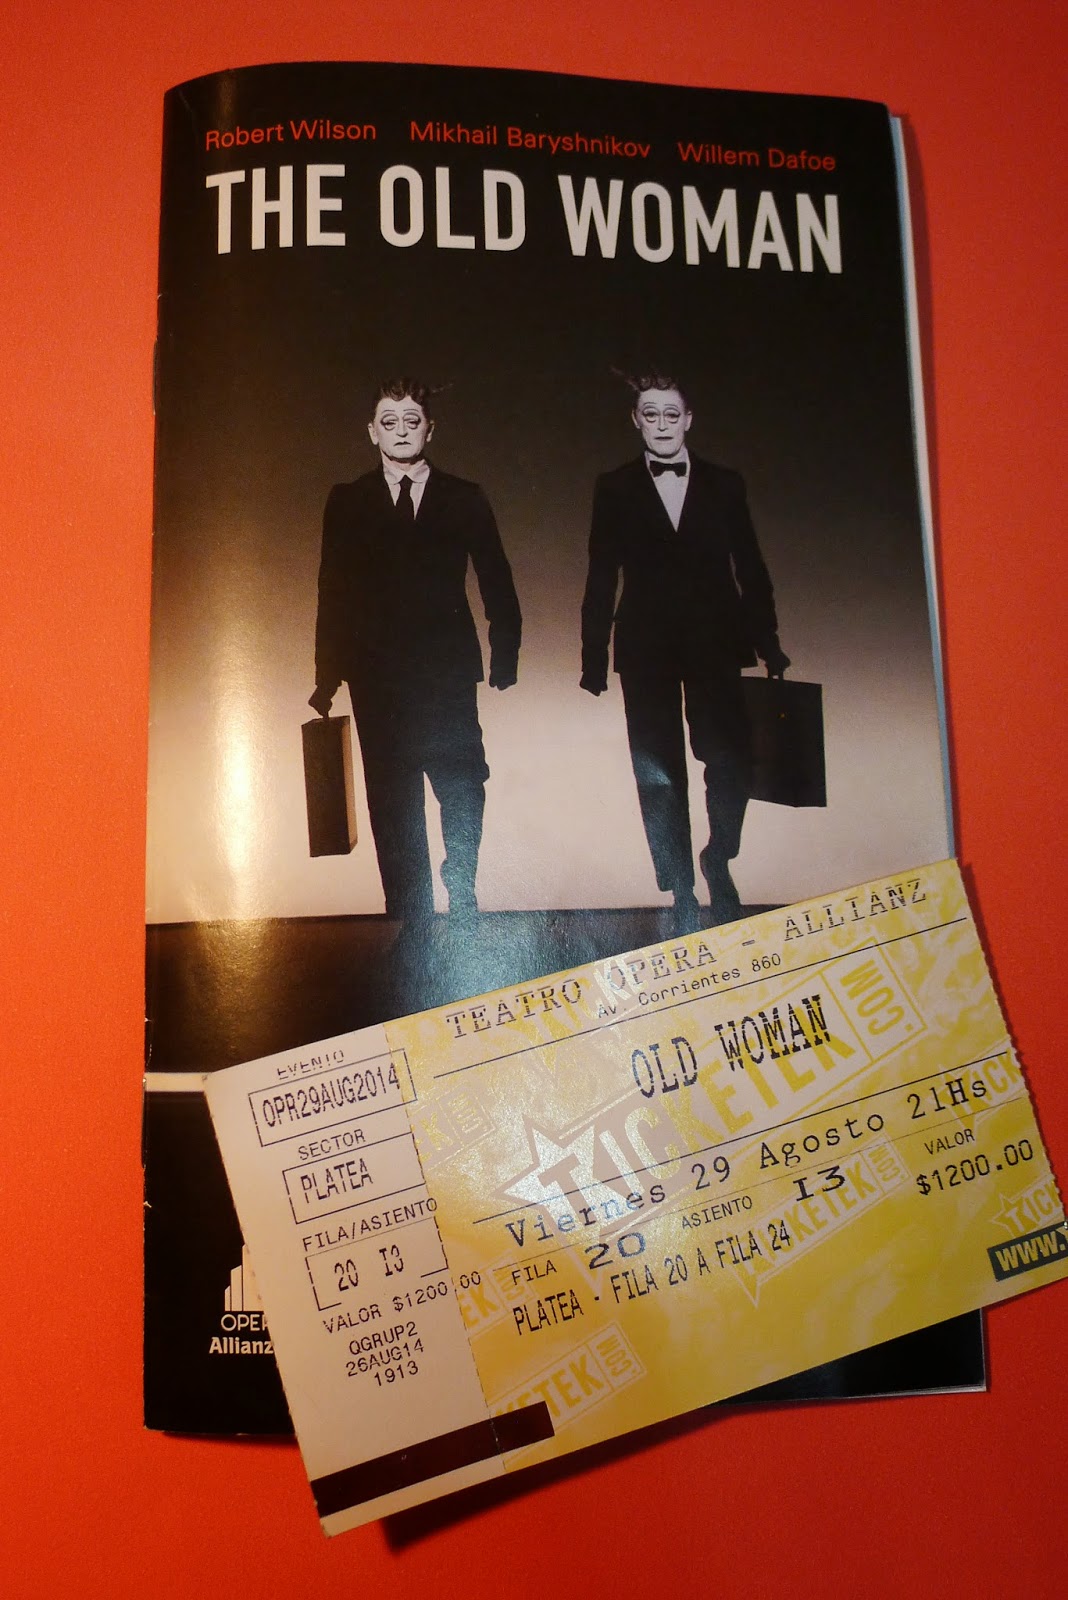 Robert Wilson Mikhail Baryshnikov Willem Dafoe
THE OLD WOMAN
OPE
Allianz
EVENTO
OPR29AUG2014
SECTOR
PLATEA
FILA/ASIENTO
20 13
VALOR $1200.00
QGRUP2
26AUG14
1913
TEATRO OPERA - ALLIANZ
AV Corrientes 860
OLD WOMAN
TICKETEK.COM
Viernes 29 Agosto 21Hs
FILA 20 ASIENTO 13 VALOR $1200.00
PLATEA - FILA 20 A FILA 24
WWW.